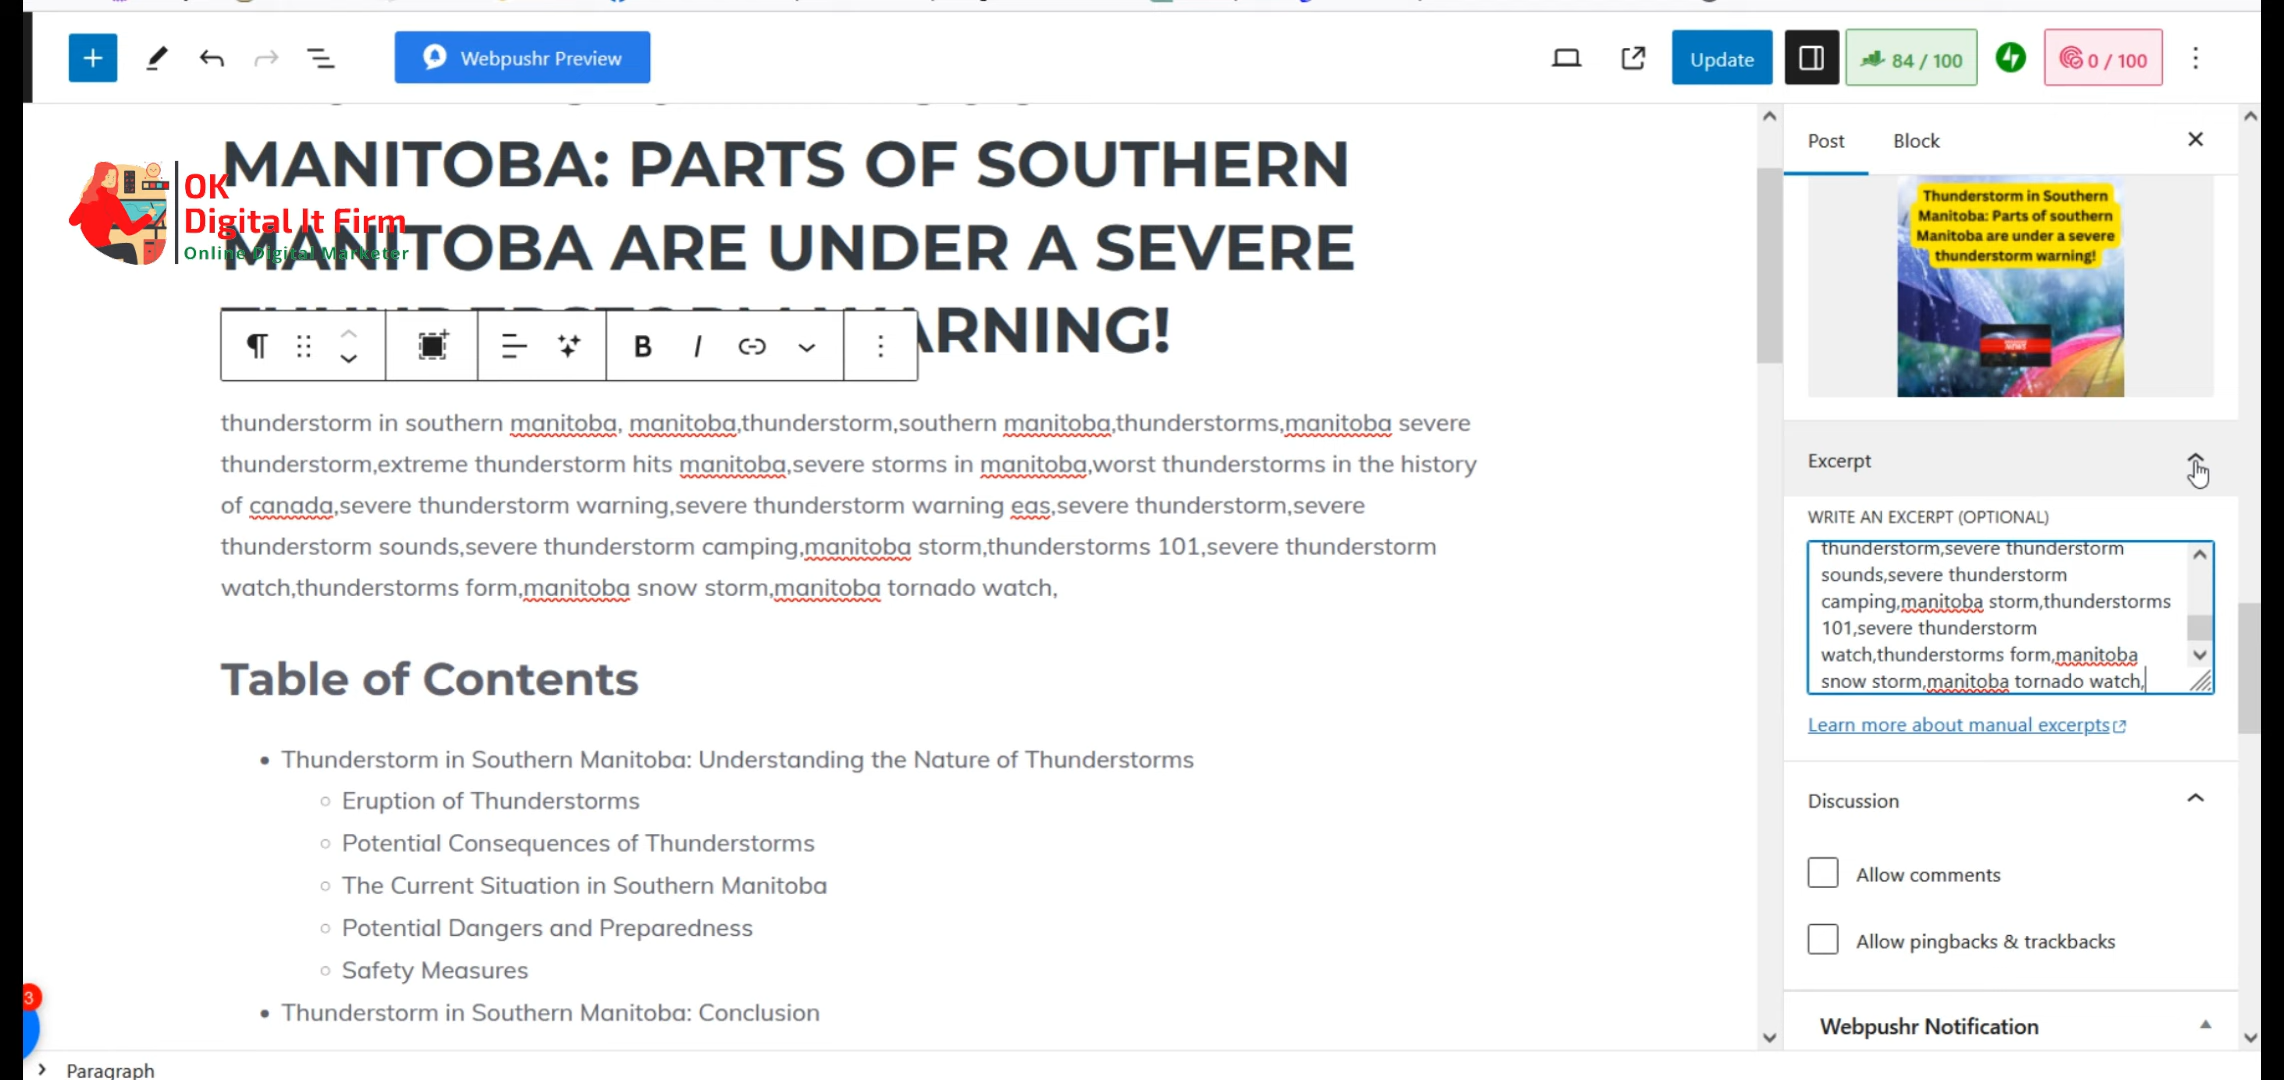 Webpushr Preview
Update
84 / 100
0 / 100
MANITOBA: PARTS OF SOUTHERN
MANITOBA ARE UNDER A SEVERE
WARNING!
OK
Digital It Firm
Online Digital Marketer
B I
thunderstorm in southern manitoba, manitoba,thunderstorm,southern manitoba,thunderstorms,manitoba severe
thunderstorm,extreme thunderstorm hits manitoba,severe storms in manitoba,worst thunderstorms in the history
of canada,severe thunderstorm warning,severe thunderstorm warning eas,severe thunderstorm,severe
thunderstorm sounds,severe thunderstorm camping,manitoba storm,thunderstorms 101,severe thunderstorm
watch,thunderstorms form,manitoba snow storm,manitoba tornado watch,
Table of Contents
Thunderstorm in Southern Manitoba: Understanding the Nature of Thunderstorms
Eruption of Thunderstorms
Potential Consequences of Thunderstorms
The Current Situation in Southern Manitoba
Potential Dangers and Preparedness
Safety Measures
Thunderstorm in Southern Manitoba: Conclusion
3
Paragraph
Post Block
Thunderstorm in Southern
Manitoba: Parts of southern
Manitoba are under a severe
thunderstorm warning!
NEWS
Excerpt
WRITE AN EXCERPT (OPTIONAL)
thunderstorm,severe thunderstorm
sounds,severe thunderstorm
camping,manitoba storm,thunderstorms
101,severe thunderstorm
watch,thunderstorms form,manitoba
snow storm,manitoba tornado watch,
Learn more about manual excerpts
Discussion
Allow comments
Allow pingbacks & trackbacks
Webpushr Notification